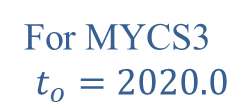 For MYCS3
tₒ = 2020.0